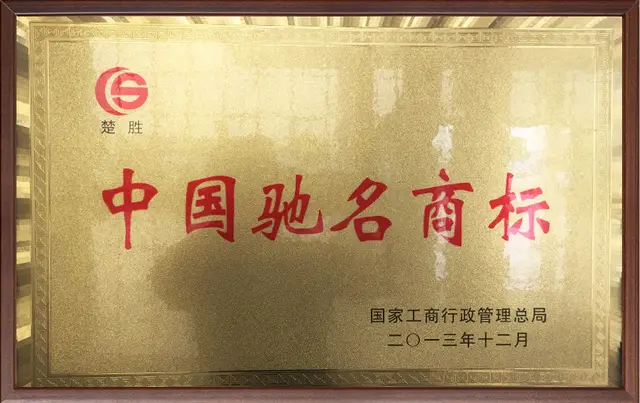 楚胜
中国驰名商标
国家工商行政管理总局
二〇一三年十二月